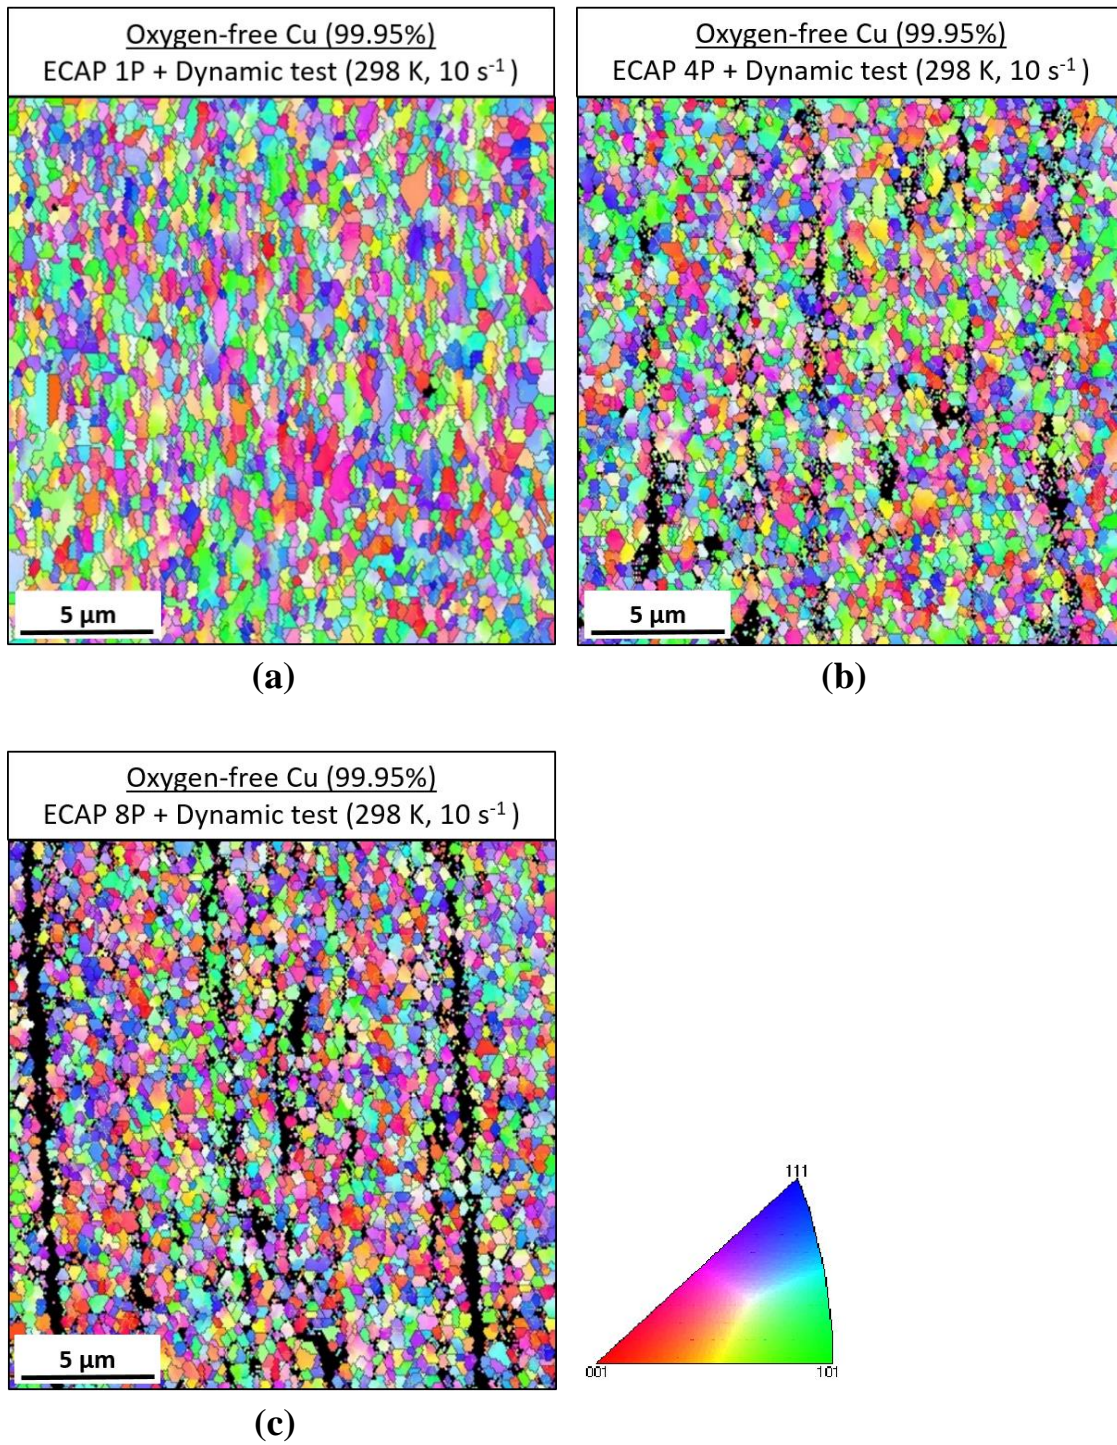 Oxygen-free Cu (99.95%)
ECAP 1P + Dynamic test (298 K, 10 s⁻¹ )
5 µm
(a)
Oxygen-free Cu (99.95%)
ECAP 4P + Dynamic test (298 K, 10 s⁻¹ )
5 µm
(b)
Oxygen-free Cu (99.95%)
ECAP 8P + Dynamic test (298 K, 10 s⁻¹ )
5 µm
(c)
111
001
101